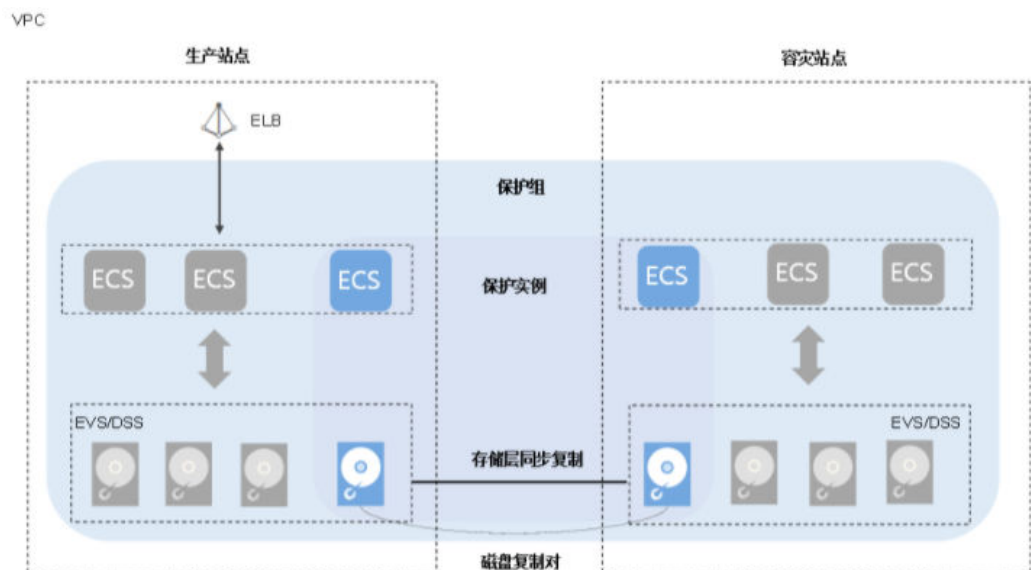 VPC
生产站点
容灾站点
ELB
保护组
ECS
ECS
ECS
保护实例
ECS
ECS
ECS
EVS/DSS
EVS/DSS
存储层同步复制
磁盘复制对